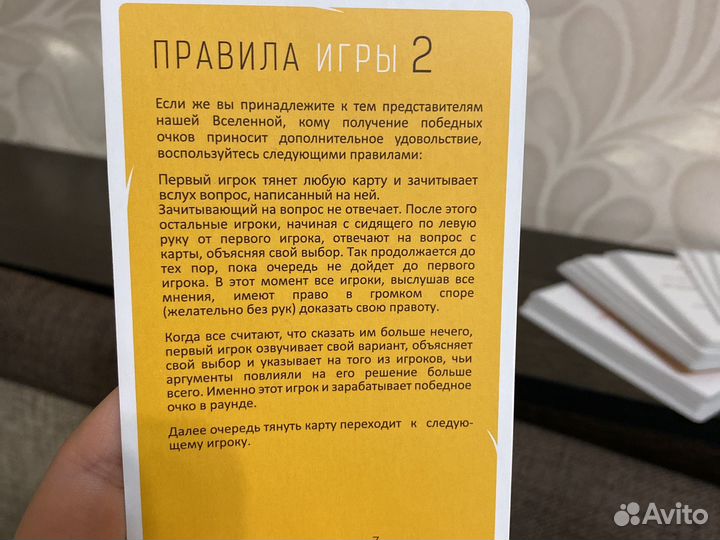 ПРАВИЛА ИГРЫ 2
Если же вы принадлежите к тем представителям
нашей Вселенной, кому получение победных
очков приносит дополнительное удовольствие,
воспользуйтесь следующими правилами:
Первый игрок тянет любую карту и зачитывает
вслух вопрос, написанный на ней.
Зачитывающий на вопрос не отвечает. После этого
остальные игроки, начиная с сидящего по левую
руку от первого игрока, отвечают на вопрос с
карты, объясняя свой выбор. Так продолжается до
тех пор, пока очередь не дойдет до первого
игрока. В этот момент все игроки, выслушав все
мнения, имеют право в громком споре
(желательно без рук) доказать свою правоту.
Когда все считают, что сказать им больше нечего,
первый игрок озвучивает свой вариант, объясняет
свой выбор и указывает на того из игроков, чьи
аргументы повлияли на его решение больше
всего. Именно этот игрок и зарабатывает победное
очко в раунде.
Далее очередь тянуть карту переходит к следую-
щему игроку.
Avito